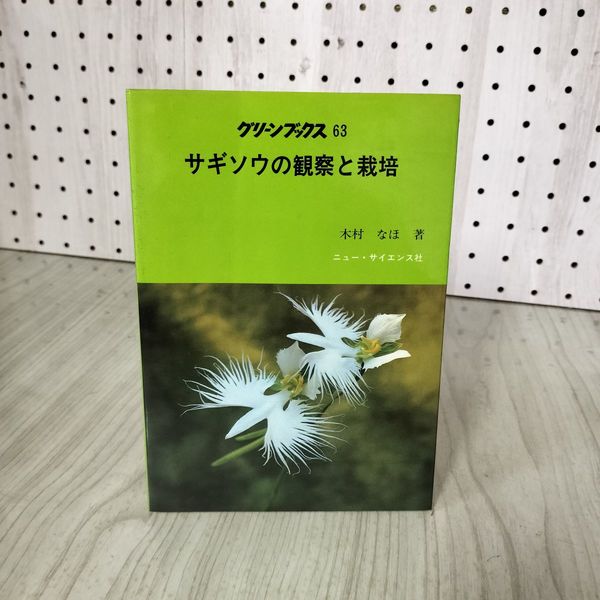 グリーンブックス 63
サギソウの観察と栽培
木村 なほ 著
ニュー・サイエンス社